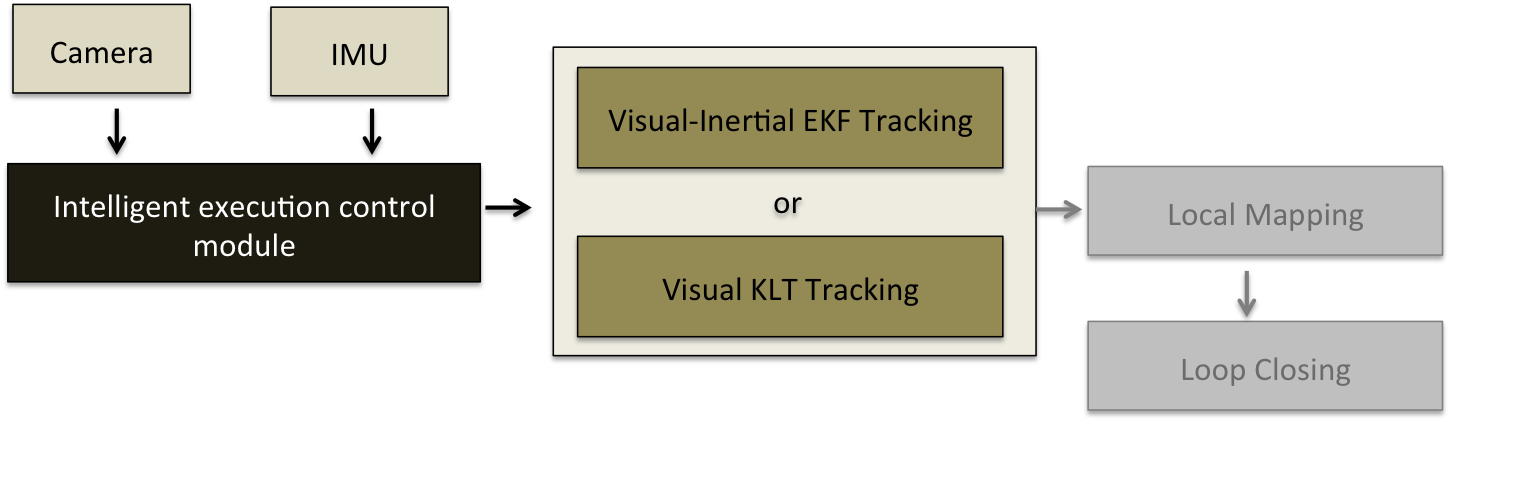 Camera
IMU
Intelligent execution control
module
Visual-Inertial EKF Tracking
or
Visual KLT Tracking
Local Mapping
Loop Closing